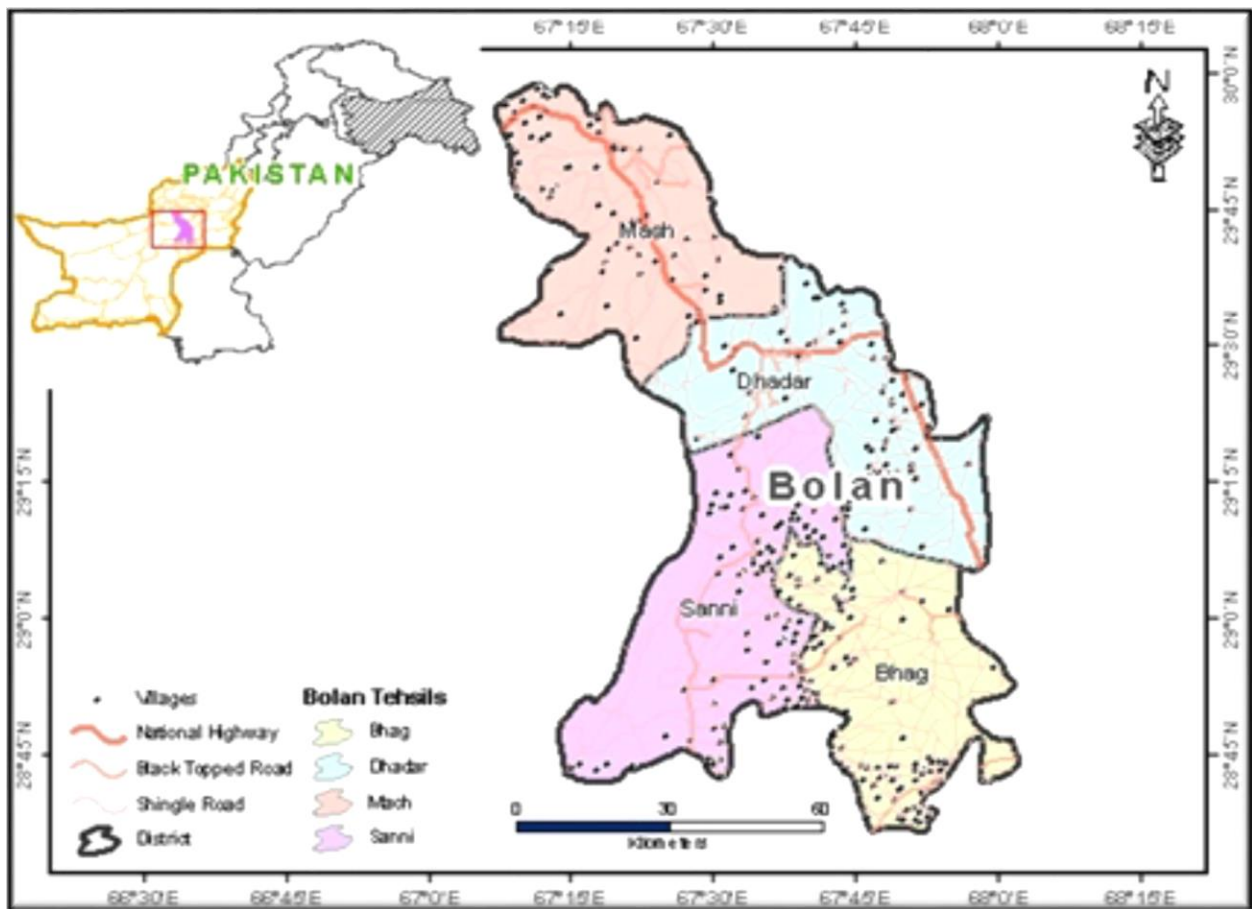 67°15'E 67°30'E 67°45'E 68°0'E 68°15'E
N
PAKISTAN
30°0'N
29°45'N
29°30'N
29°15'N
29°0'N
28°45'N
Mach
Dhadar
Bolan
Sanni
Bhag
29°15'N
29°0'N
28°45'N
Villages
National Highway
Black Topped Road
Shingle Road
District
Bolan Tehsils
Bhag
Dhadar
Mach
Sanni
0 30 60
Kilometers
66°30'E 66°45'E 67°0'E 67°15'E 67°30'E 67°45'E 68°0'E 68°15'E